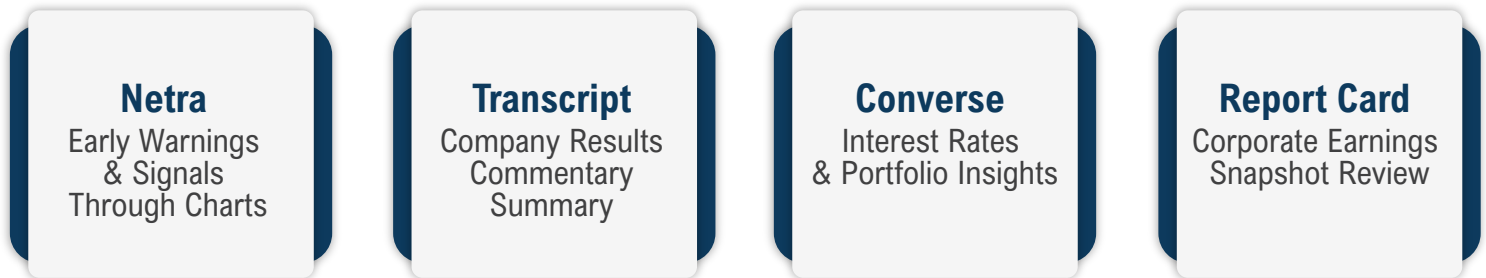 Netra
Early Warnings
& Signals
Through Charts
Transcript
Company Results
Commentary
Summary
Converse
Interest Rates
& Portfolio Insights
Report Card
Corporate Earnings
Snapshot Review